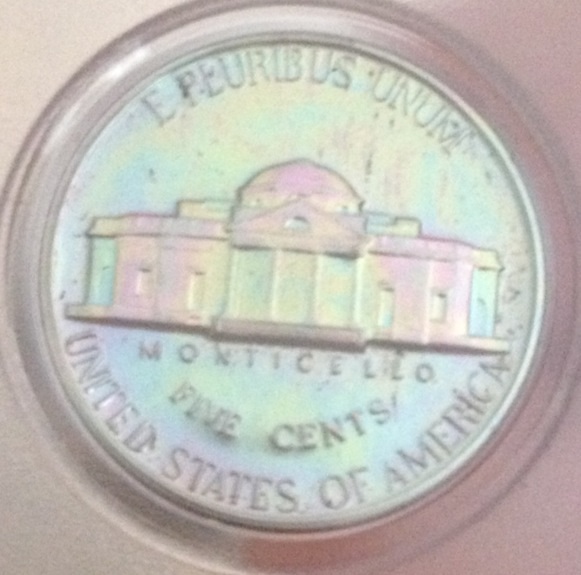 E PLURIBUS UNUM
MONTICELLO
FIVE CENTS
UNITED STATES OF AMERICA